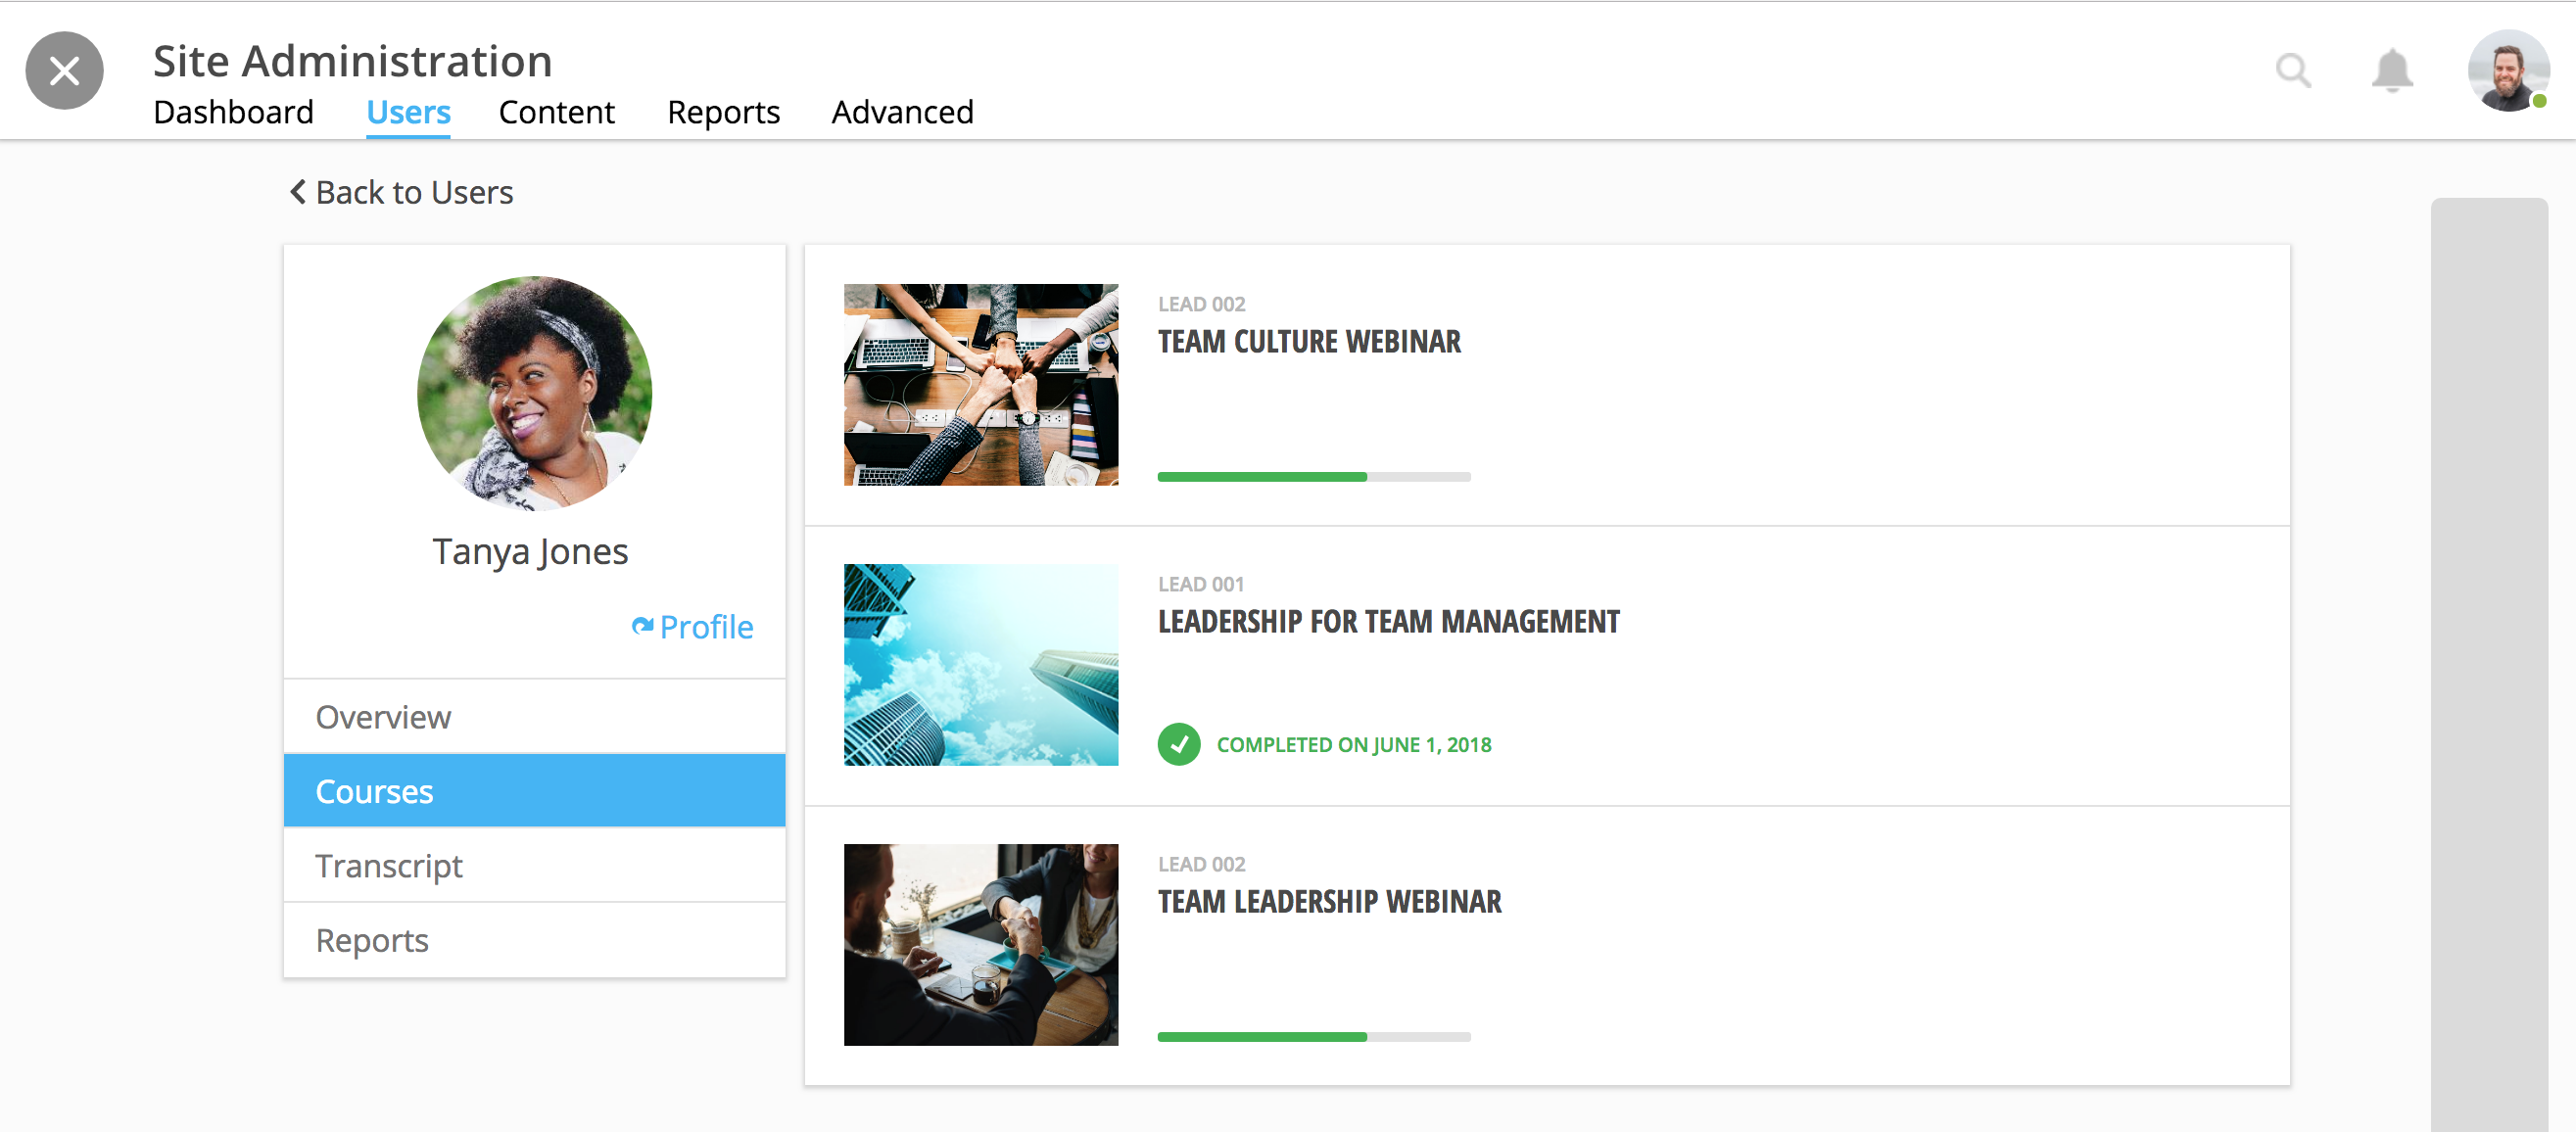 Site Administration
Dashboard Users Content Reports Advanced
Back to Users
Tanya Jones
Profile
Overview
Courses
Transcript
Reports
LEAD 002
TEAM CULTURE WEBINAR
LEAD 001
LEADERSHIP FOR TEAM MANAGEMENT
COMPLETED ON JUNE 1, 2018
LEAD 002
TEAM LEADERSHIP WEBINAR